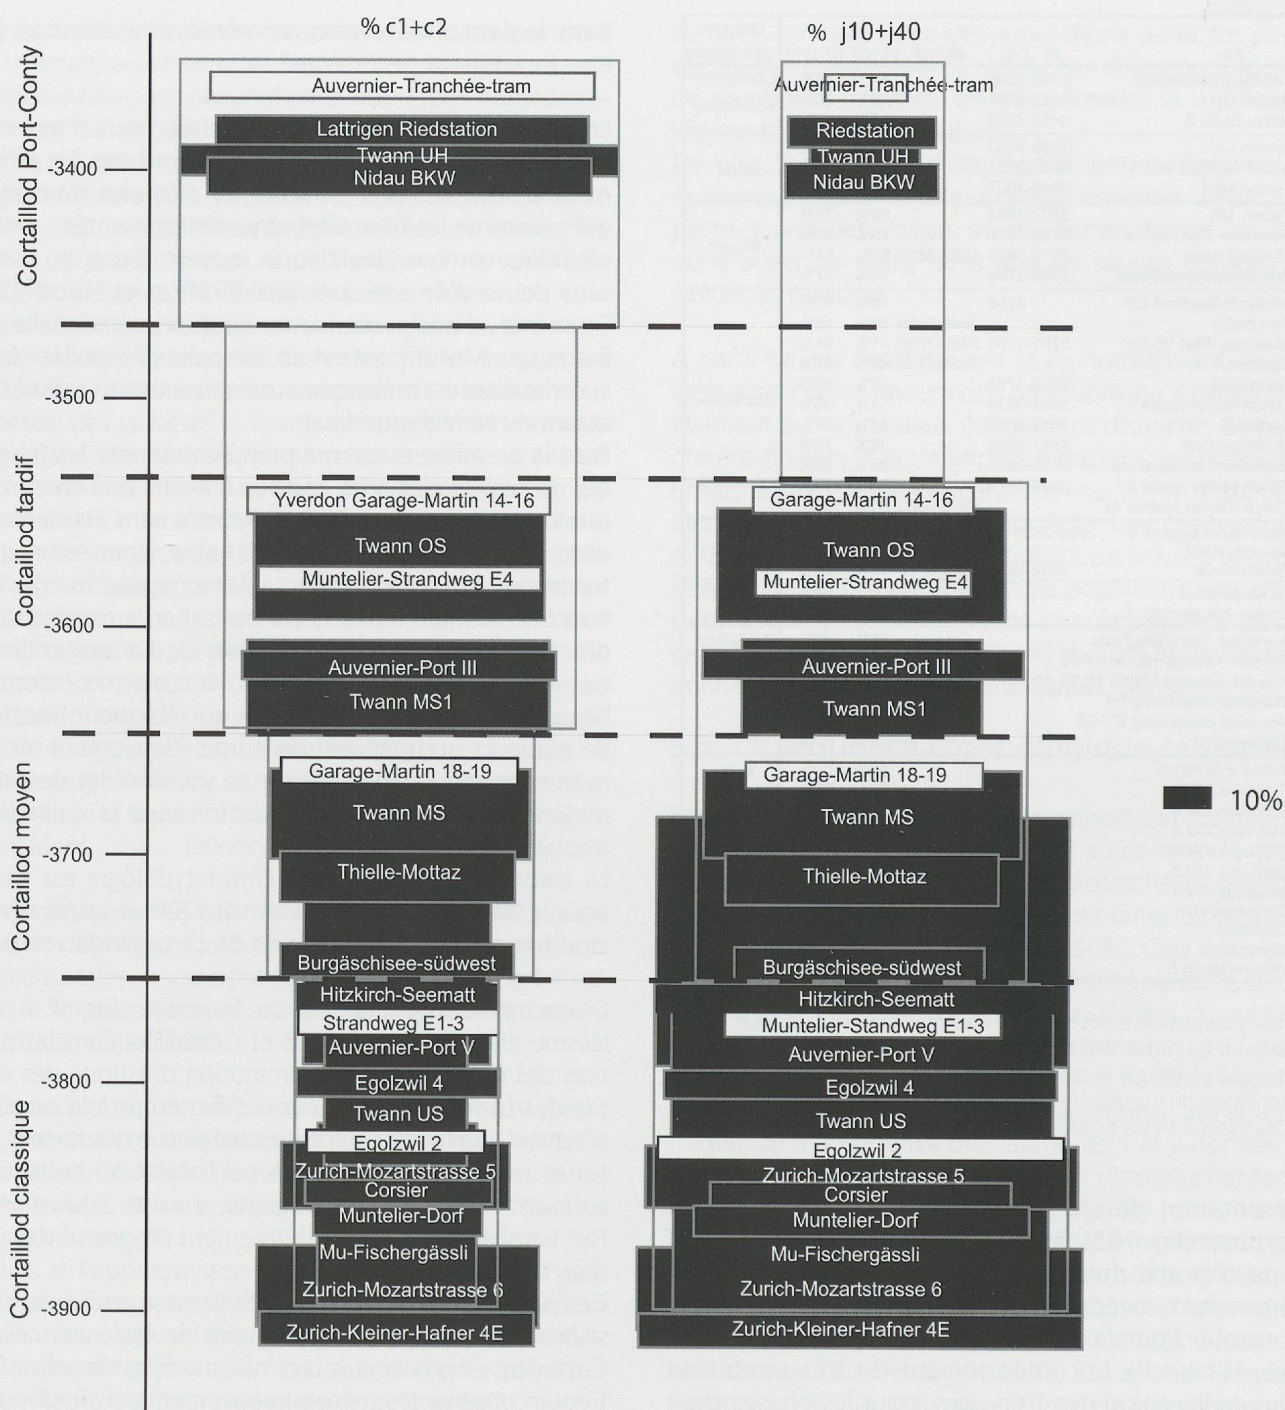 % c1+c2
% j10+j40
Cortaillod Port-Conty
Cortaillod tardif
Cortaillod moyen
Cortaillod classique
-3400
-3500
-3600
-3700
-3800
-3900
Auvernier-Tranchée-tram
Lattrigen Riedstation
Twann UH
Nidau BKW
Yverdon Garage-Martin 14-16
Twann OS
Muntelier-Strandweg E4
Auvernier-Port III
Twann MS1
Garage-Martin 18-19
Twann MS
Thielle-Mottaz
Burgäschisee-südwest
Hitzkirch-Seematt
Strandweg E1-3
Auvernier-Port V
Egolzwil 4
Twann US
Egolzwil 2
Zurich-Mozartstrasse 5
Corsier
Muntelier-Dorf
Mu-Fischergässli
Zurich-Mozartstrasse 6
Zurich-Kleiner-Hafner 4E
Auvernier-Tranchée-tram
Riedstation
Twann UH
Nidau BKW
Garage-Martin 14-16
Twann OS
Muntelier-Strandweg E4
Auvernier-Port III
Twann MS1
Garage-Martin 18-19
Twann MS
Thielle-Mottaz
Burgäschisee-südwest
Hitzkirch-Seematt
Muntelier-Standweg E1-3
Auvernier-Port V
Egolzwil 4
Twann US
Egolzwil 2
Zurich-Mozartstrasse 5
Corsier
Muntelier-Dorf
Mu-Fischergässli
Zurich-Mozartstrasse 6
Zurich-Kleiner-Hafner 4E
10%